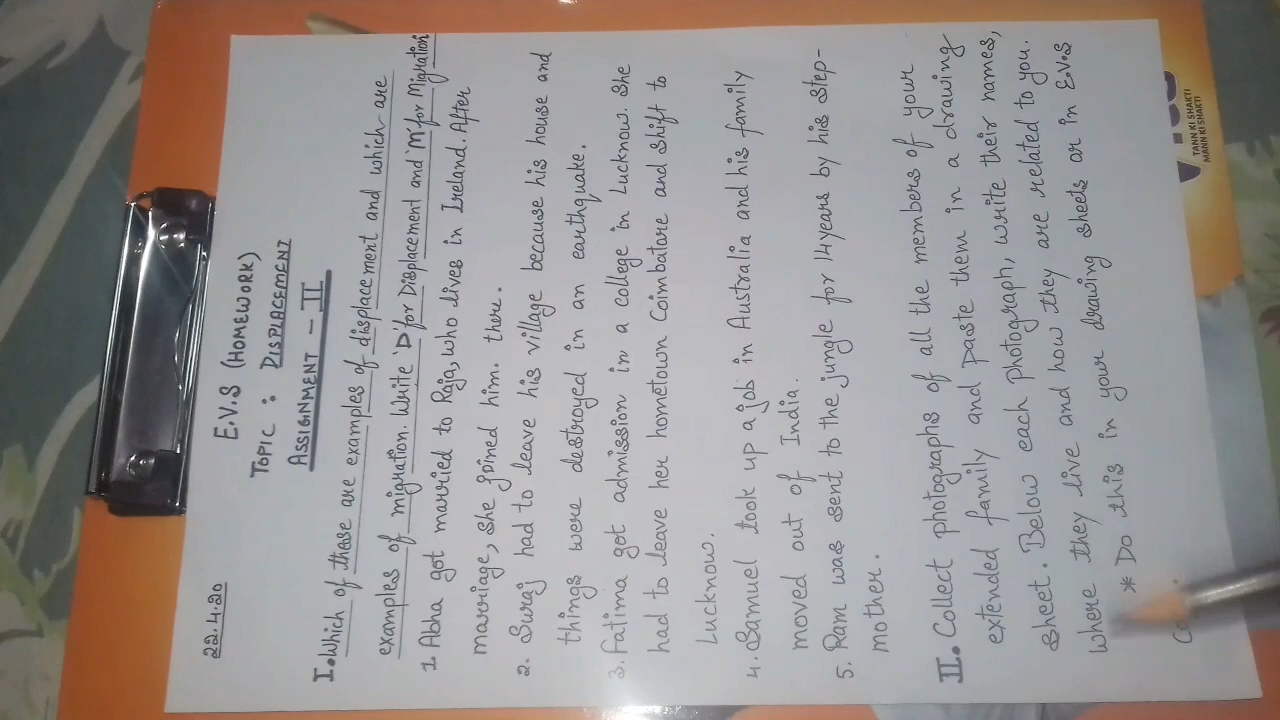 22.4.20
E.V.S (HOMEWORK)
TOPIC : DISPLACEMENT
ASSIGNMENT - II
I. Which of these are examples of displacement and which are
examples of migration. Write 'D' for Displacement and 'M' for Migration
1. Abha got married to Raja, who lives in Ireland. After
marriage, she joined him. there.
2. Suraj had to leave his village because his house and
things were destroyed in an earthquake.
3. Fatima got admission in a college in Lucknow. She
had to leave her hometown Coimbatare and shift to
Lucknow.
4. Samuel took up a job in Australia and his family
moved out of India.
5. Ram was sent to the jungle for 14 years by his step-
mother.
II. Collect photographs of all the members of your
extended family and paste them in a drawing
sheet. Below each photograph, write their names,
where they live and how they are related to you.
* Do this in your drawing sheets or in E.V.S
TANN KI SHAKTI
MANN KI SHAKTI